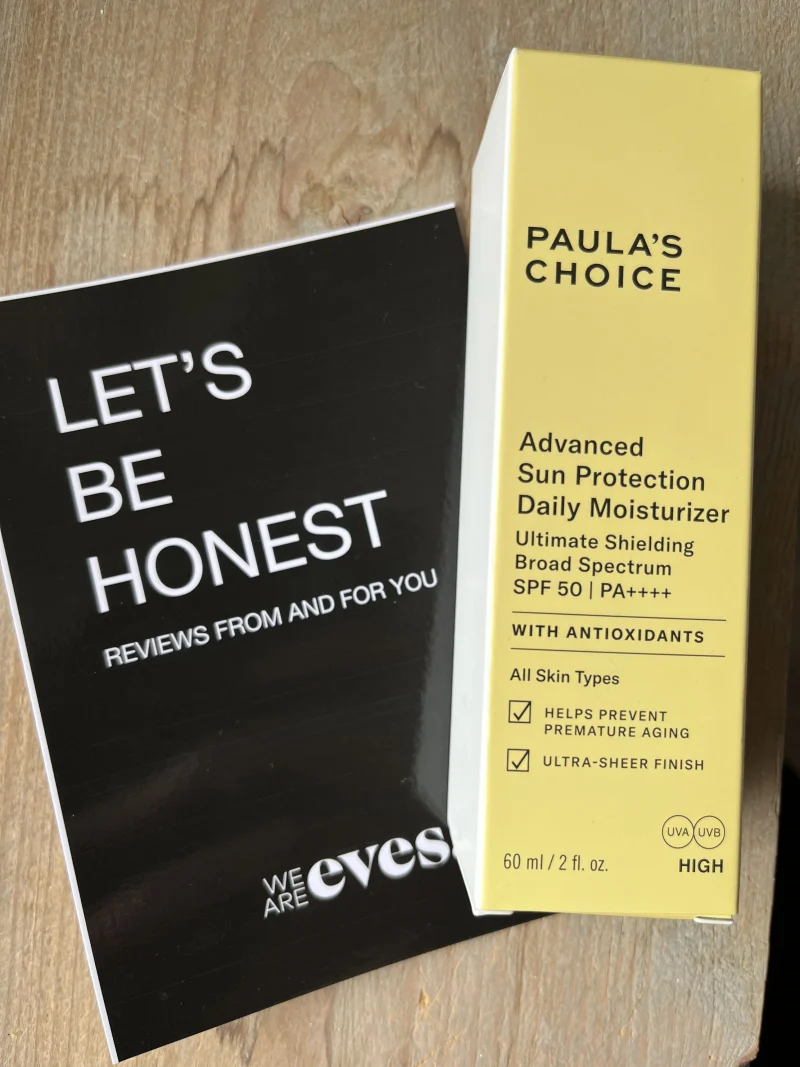 LET'S
BE
HONEST
REVIEWS FROM AND FOR YOU
WE
ARE
eves.
PAULA'S
CHOICE
Advanced
Sun Protection
Daily Moisturizer
Ultimate Shielding
Broad Spectrum
SPF 50 | PA++++
WITH ANTIOXIDANTS
All Skin Types
HELPS PREVENT
PREMATURE AGING
ULTRA-SHEER FINISH
UVA UVB
60 ml / 2 fl. oz.
HIGH